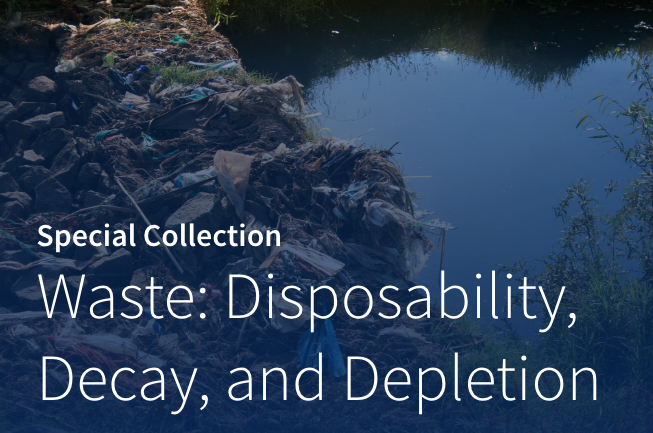 Special Collection
Waste: Disposability,
Decay, and Depletion